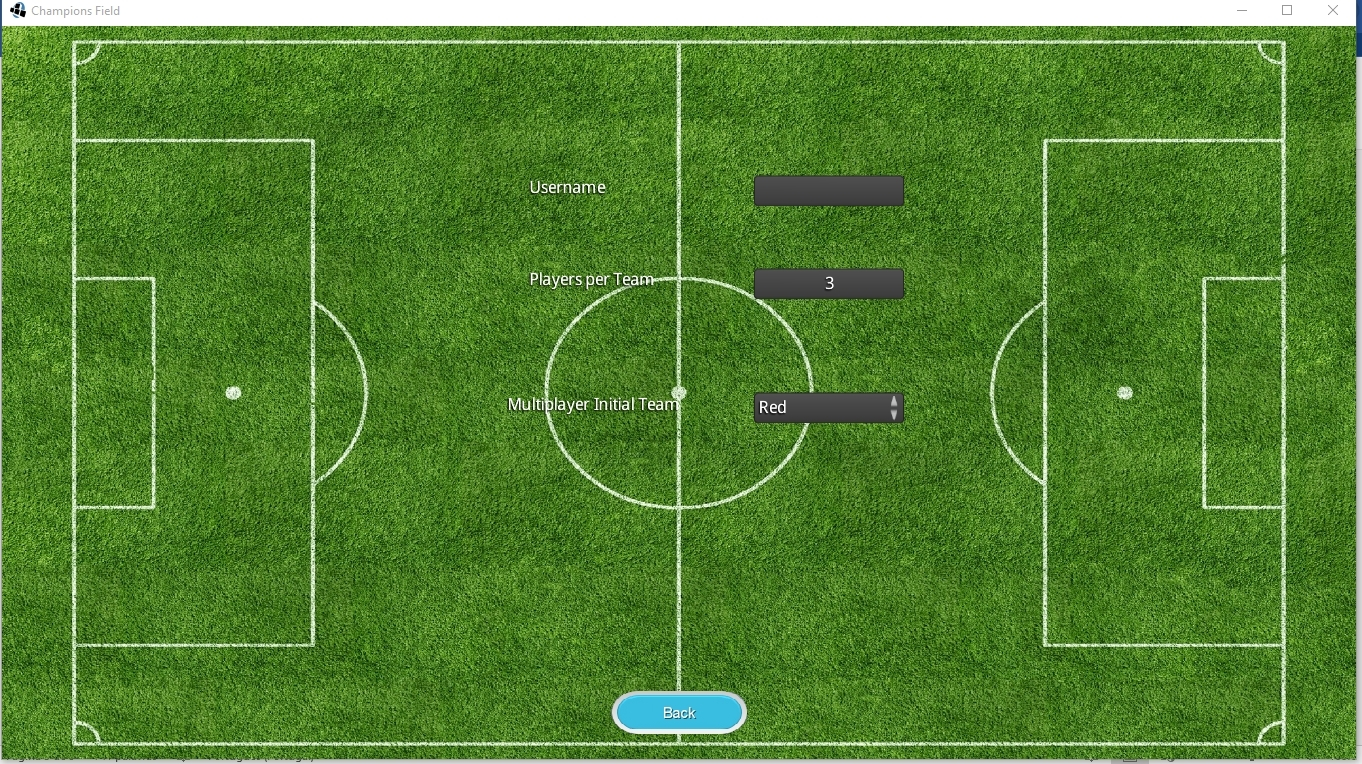 Champions Field
Username
Players per Team
3
Multiplayer Initial Team
Red
Back